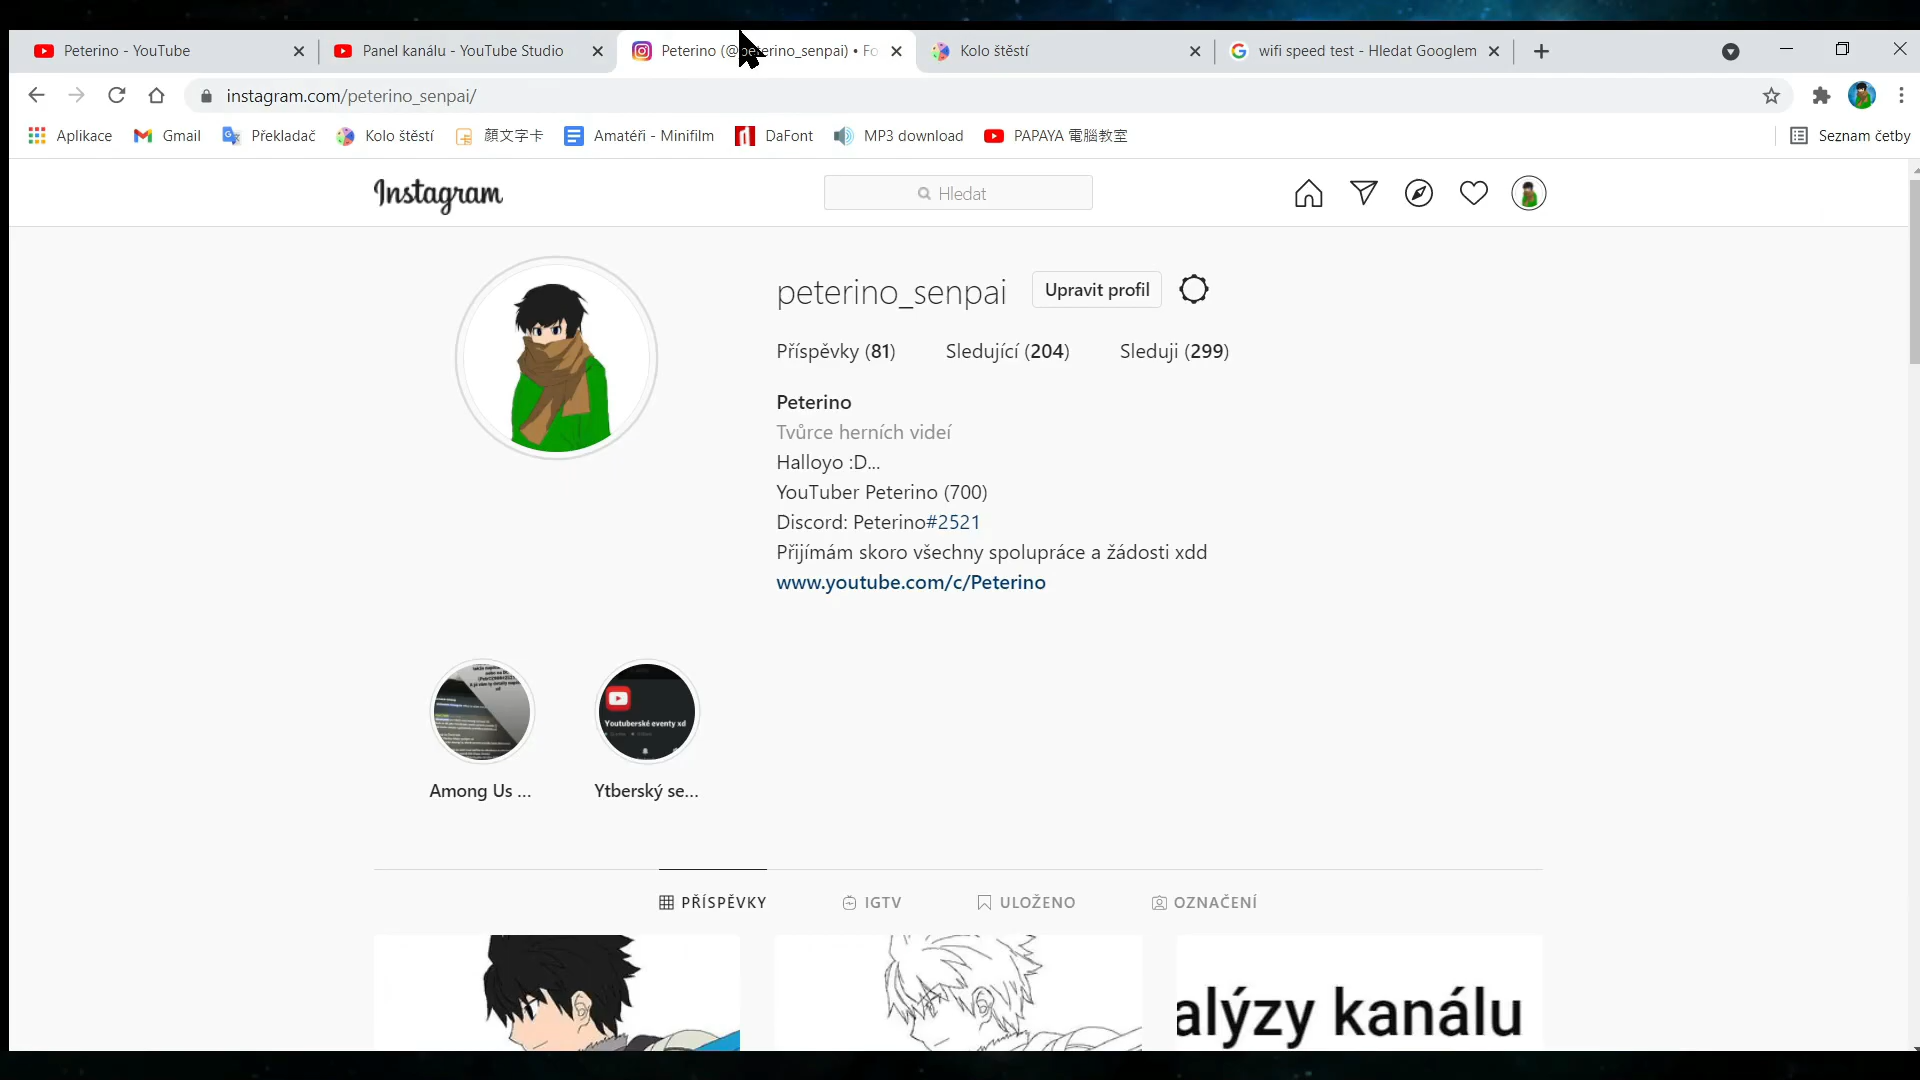 Peterino - YouTube
Panel kanálu - YouTube Studio
Peterino (@peterino_senpai) • Fo
Kolo štěstí
wifi speed test - Hledat Googlem
instagram.com/peterino_senpai/
Aplikace
Gmail
Překladač
Kolo štěstí
顏文字卡
Amatéři - Minifilm
DaFont
MP3 download
PAPAYA 電腦教室
Seznam četby
Instagram
Hledat
peterino_senpai
Upravit profil
Příspěvky (81) Sledující (204) Sleduji (299)
Peterino
Tvůrce herních videí
Halloyo :D...
YouTuber Peterino (700)
Discord: Peterino#2521
Přijímám skoro všechny spolupráce a žádosti xdd
www.youtube.com/c/Peterino
Youtuberské eventy xd
Among Us ...
Ytberský se...
PŘÍSPĚVKY
IGTV
ULOŽENO
OZNAČENÍ
alýzy kanálu